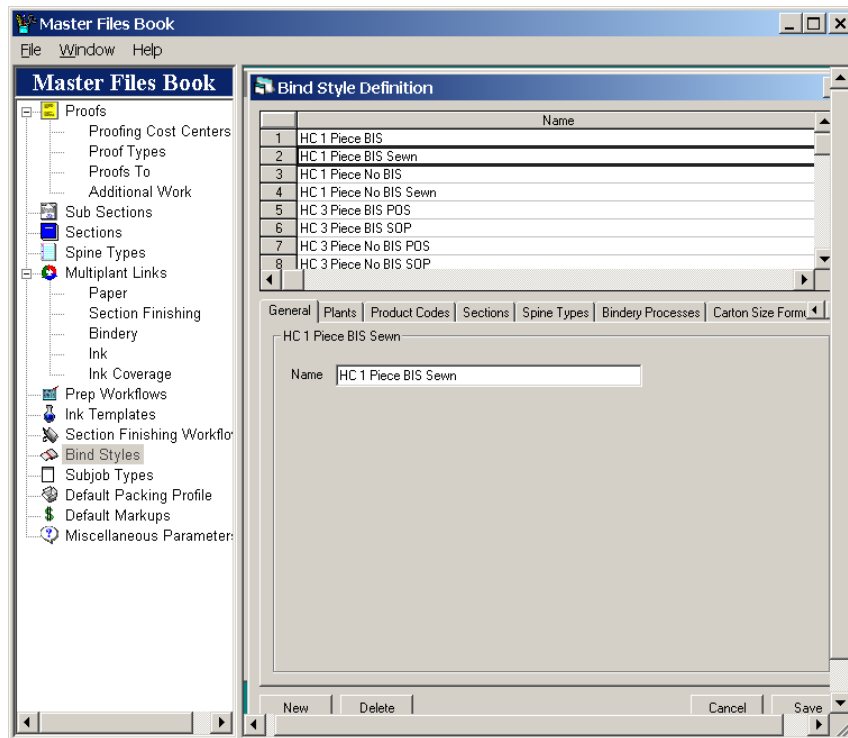 Master Files Book
File Window Help
Master Files Book
Proofs
Proofing Cost Centers
Proof Types
Proofs To
Additional Work
Sub Sections
Sections
Spine Types
Multiplant Links
Paper
Section Finishing
Bindery
Ink
Ink Coverage
Prep Workflows
Ink Templates
Section Finishing Workflo
Bind Styles
Subjob Types
Default Packing Profile
Default Markups
Miscellaneous Parameter
Bind Style Definition
Name
1 HC 1 Piece BIS
2 HC 1 Piece BIS Sewn
3 HC 1 Piece No BIS
4 HC 1 Piece No BIS Sewn
5 HC 3 Piece BIS POS
6 HC 3 Piece BIS SOP
7 HC 3 Piece No BIS POS
8 HC 3 Piece No BIS SOP
General Plants Product Codes Sections Spine Types Bindery Processes Carton Size Formu
HC 1 Piece BIS Sewn
Name HC 1 Piece BIS Sewn
New Delete Cancel Save